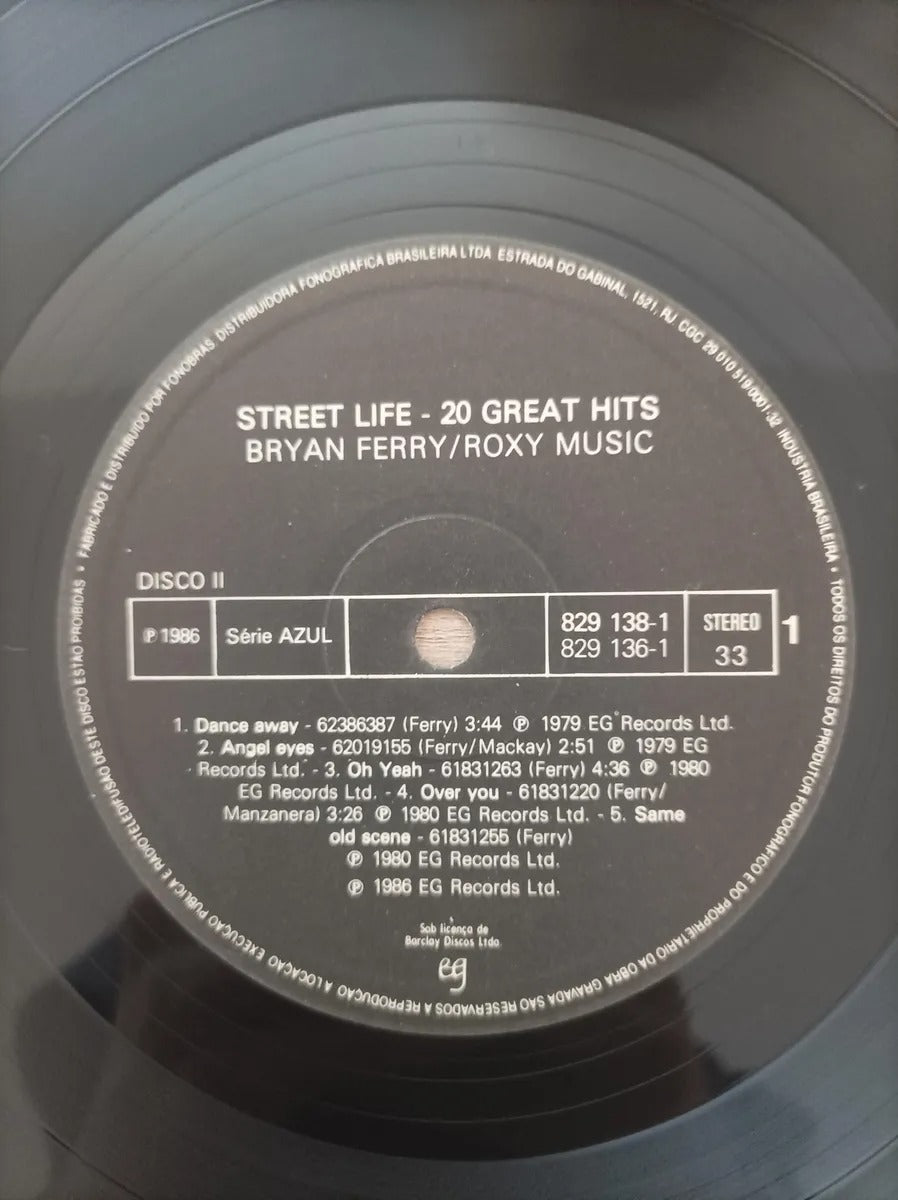 FABRICADO E DISTRIBUIDO POR FONOBRAS DISTRIBUIDORA FONOGRAFICA BRASILEIRA LTDA ESTRADA DO GABINAL, 1521, RJ CGC 29 010 519/0001-32 INDUSTRIA BRASILEIRA • TODOS OS DIREITOS DO PRODUTOR FONOGRAFICO E DO PROPRIETARIO DA OBRA GRAVADA SAO RESERVADOS A REPRODUÇAO A LOCAÇAO EXECUÇAO PUBLICA E RADIOTELEDIFUSAO DESTE DISCO ESTAO PROIBIDAS •
STREET LIFE - 20 GREAT HITS
BRYAN FERRY/ROXY MUSIC
DISCO II
℗ 1986 Série AZUL 829 138-1 STEREO 1
829 136-1 33
1. Dance away - 62386387 (Ferry) 3:44 ℗ 1979 EG Records Ltd.
2. Angel eyes - 62019155 (Ferry/Mackay) 2:51 ℗ 1979 EG
Records Ltd. - 3. Oh Yeah - 61831263 (Ferry) 4:36 ℗ 1980
EG Records Ltd. - 4. Over you - 61831220 (Ferry/
Manzanera) 3:26 ℗ 1980 EG Records Ltd. - 5. Same
old scene - 61831255 (Ferry)
℗ 1980 EG Records Ltd.
℗ 1986 EG Records Ltd.
Sob licença de
Barclay Discos Ltda
eg